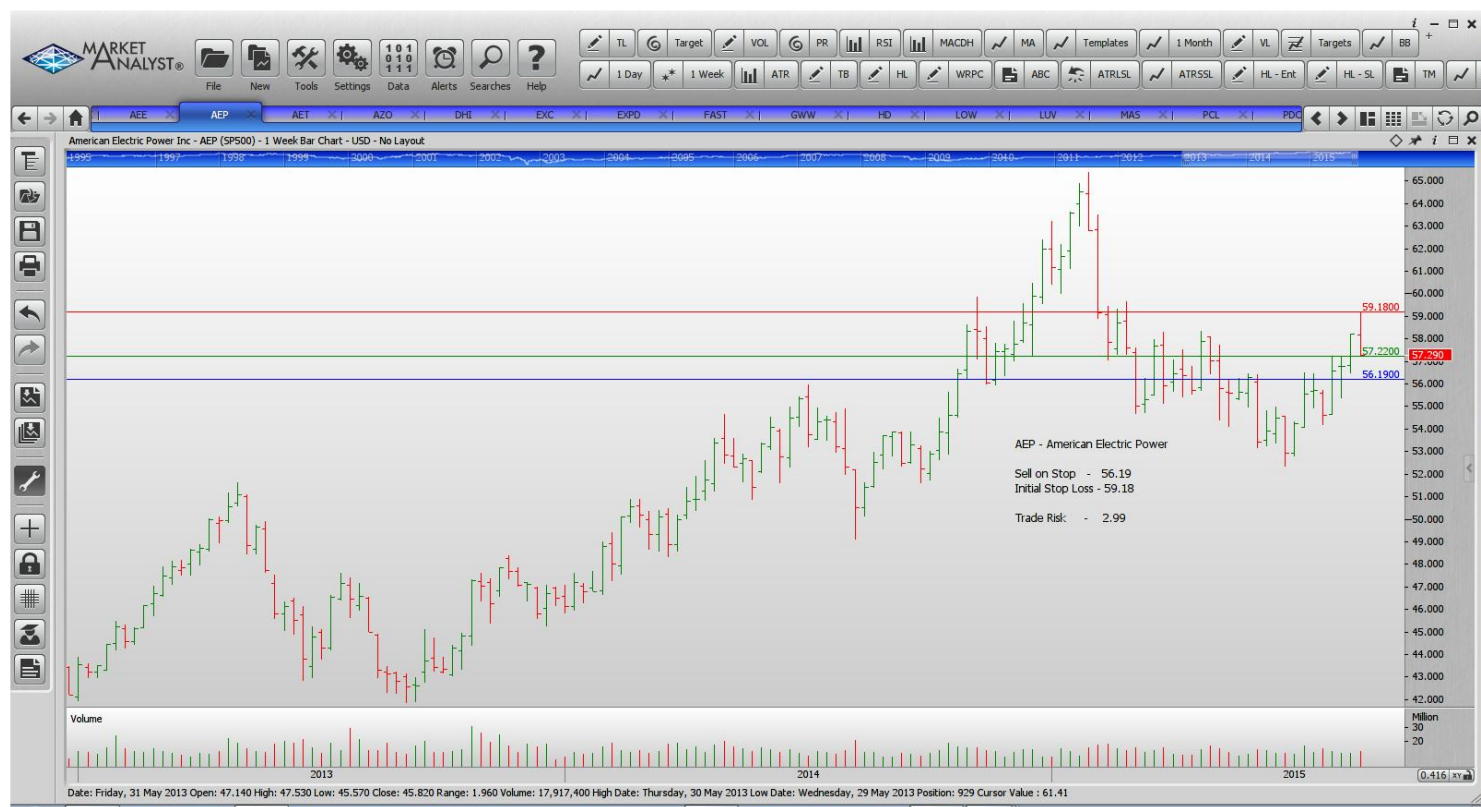 i
MARKET
ANALYST®
File New Tools Settings Data Alerts Searches Help
TL Target VOL PR RSI MACDH MA Templates 1 Month VL Targets BB
1 Day 1 Week ATR TB HL WRPC ABC ATRLSL ATRSSL HL - Ent HL - SL TM
AEE AEP AET AZO DHI EXC EXPD FAST GWW HD LOW LUV MAS PCL PDC
American Electric Power Inc - AEP (SP500) - 1 Week Bar Chart - USD - No Layout
1995 1997 1998 1999 2000 2001 2002 2003 2004 2005 2006 2007 2008 2009 2010 2011 2012 2013 2014 2015
65.000
64.000
63.000
62.000
61.000
60.000
59.1800
59.000
58.000
57.2200
57.290
57.000
56.1900
56.000
55.000
54.000
AEP - American Electric Power
53.000
Sell on Stop - 56.19
52.000
Initial Stop Loss - 59.18
51.000
Trade Risk - 2.99
50.000
49.000
48.000
47.000
46.000
45.000
44.000
43.000
42.000
Volume
Million
30
20
2013 2014 2015
0.416 XY
Date: Friday, 31 May 2013 Open: 47.140 High: 47.530 Low: 45.570 Close: 45.820 Range: 1.960 Volume: 17,917,400 High Date: Thursday, 30 May 2013 Low Date: Wednesday, 29 May 2013 Position: 929 Cursor Value : 61.41